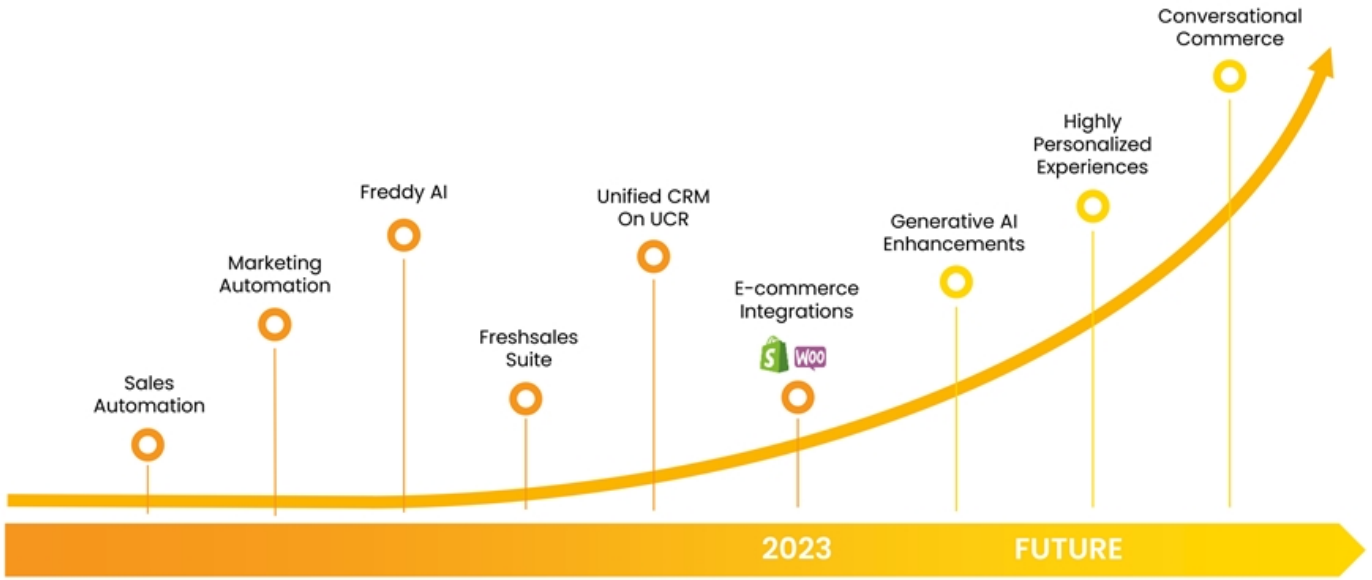 Sales
Automation
Marketing
Automation
Freddy AI
Freshsales
Suite
Unified CRM
On UCR
E-commerce
Integrations
S
Woo
Generative AI
Enhancements
Highly
Personalized
Experiences
Conversational
Commerce
2023
FUTURE